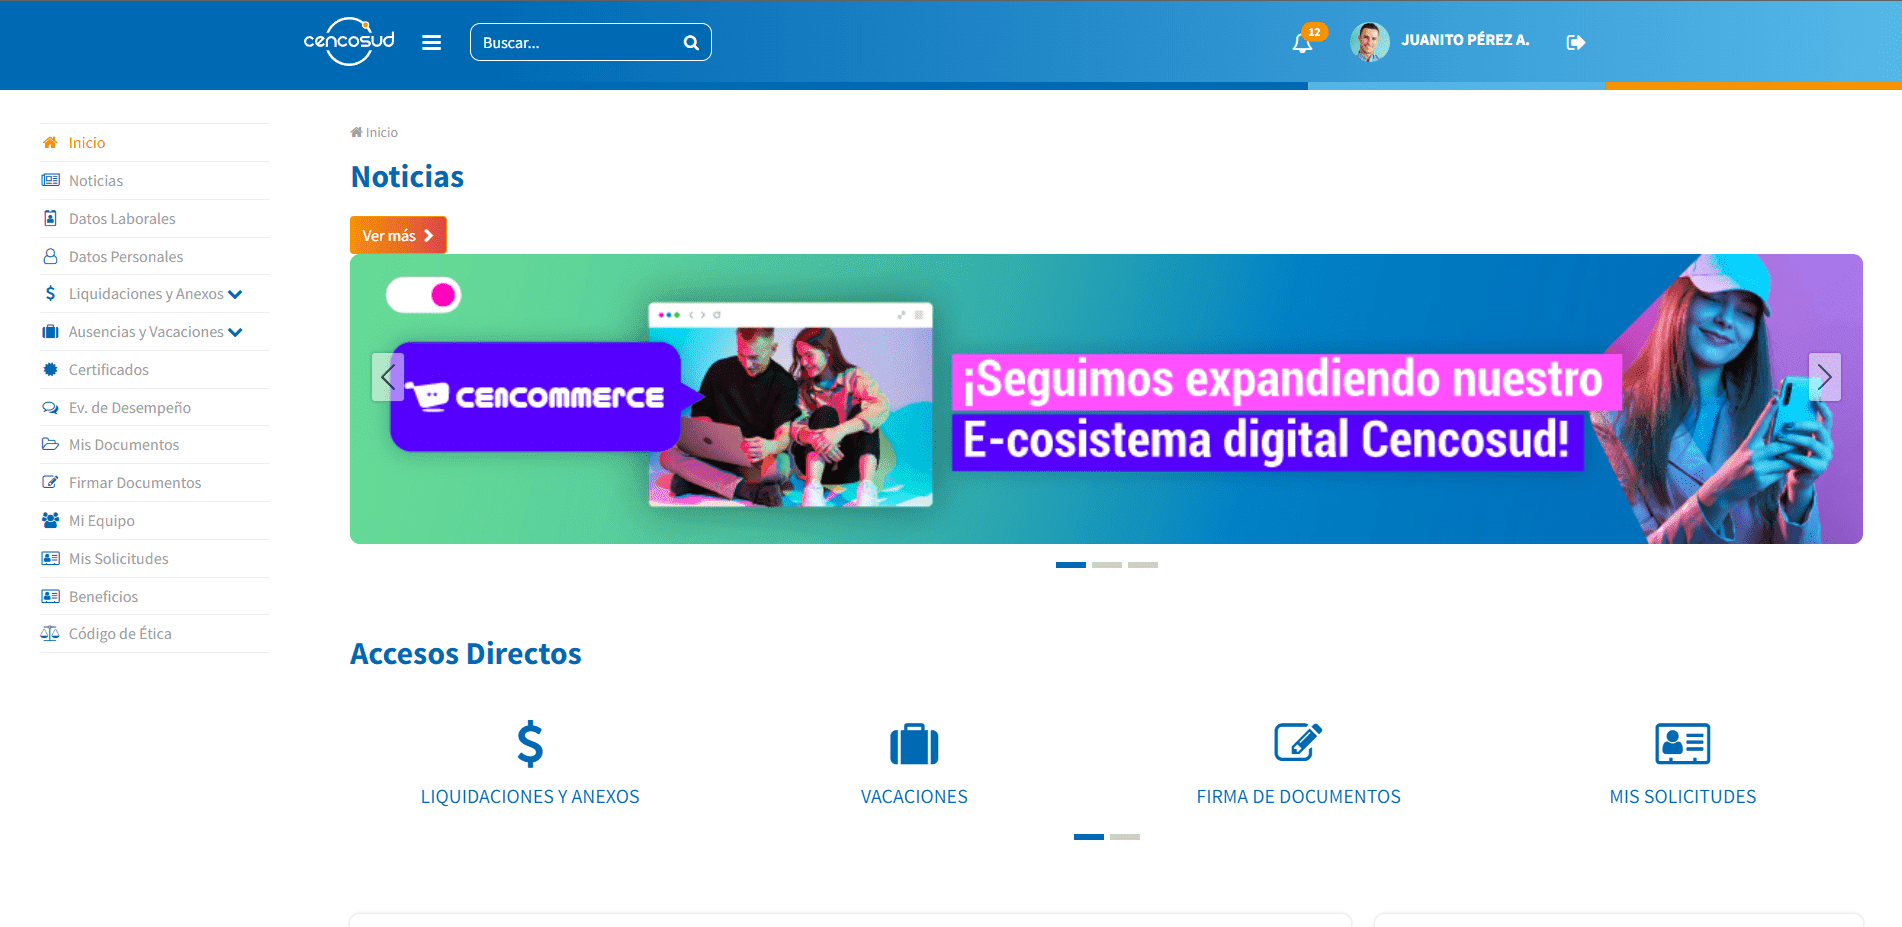 cencosud
Buscar...
12
JUANITO PÉREZ A.
Inicio
Noticias
Datos Laborales
Datos Personales
Liquidaciones y Anexos
Ausencias y Vacaciones
Certificados
Ev. de Desempeño
Mis Documentos
Firmar Documentos
Mi Equipo
Mis Solicitudes
Beneficios
Código de Ética
Inicio
Noticias
Ver más
CENCOMMERCE
¡Seguimos expandiendo nuestro
E-cosistema digital Cencosud!
Accesos Directos
LIQUIDACIONES Y ANEXOS
VACACIONES
FIRMA DE DOCUMENTOS
MIS SOLICITUDES